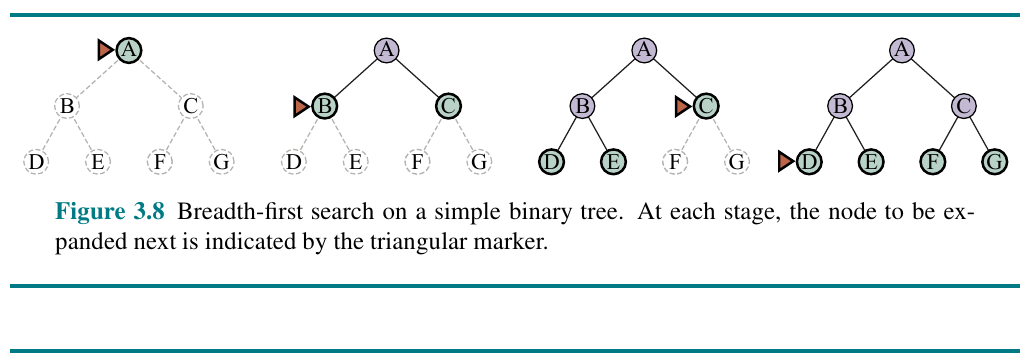 A A A A
B C B C B C B C
D E F G D E F G D E F G D E F G
Figure 3.8 Breadth-first search on a simple binary tree. At each stage, the node to be ex-
panded next is indicated by the triangular marker.